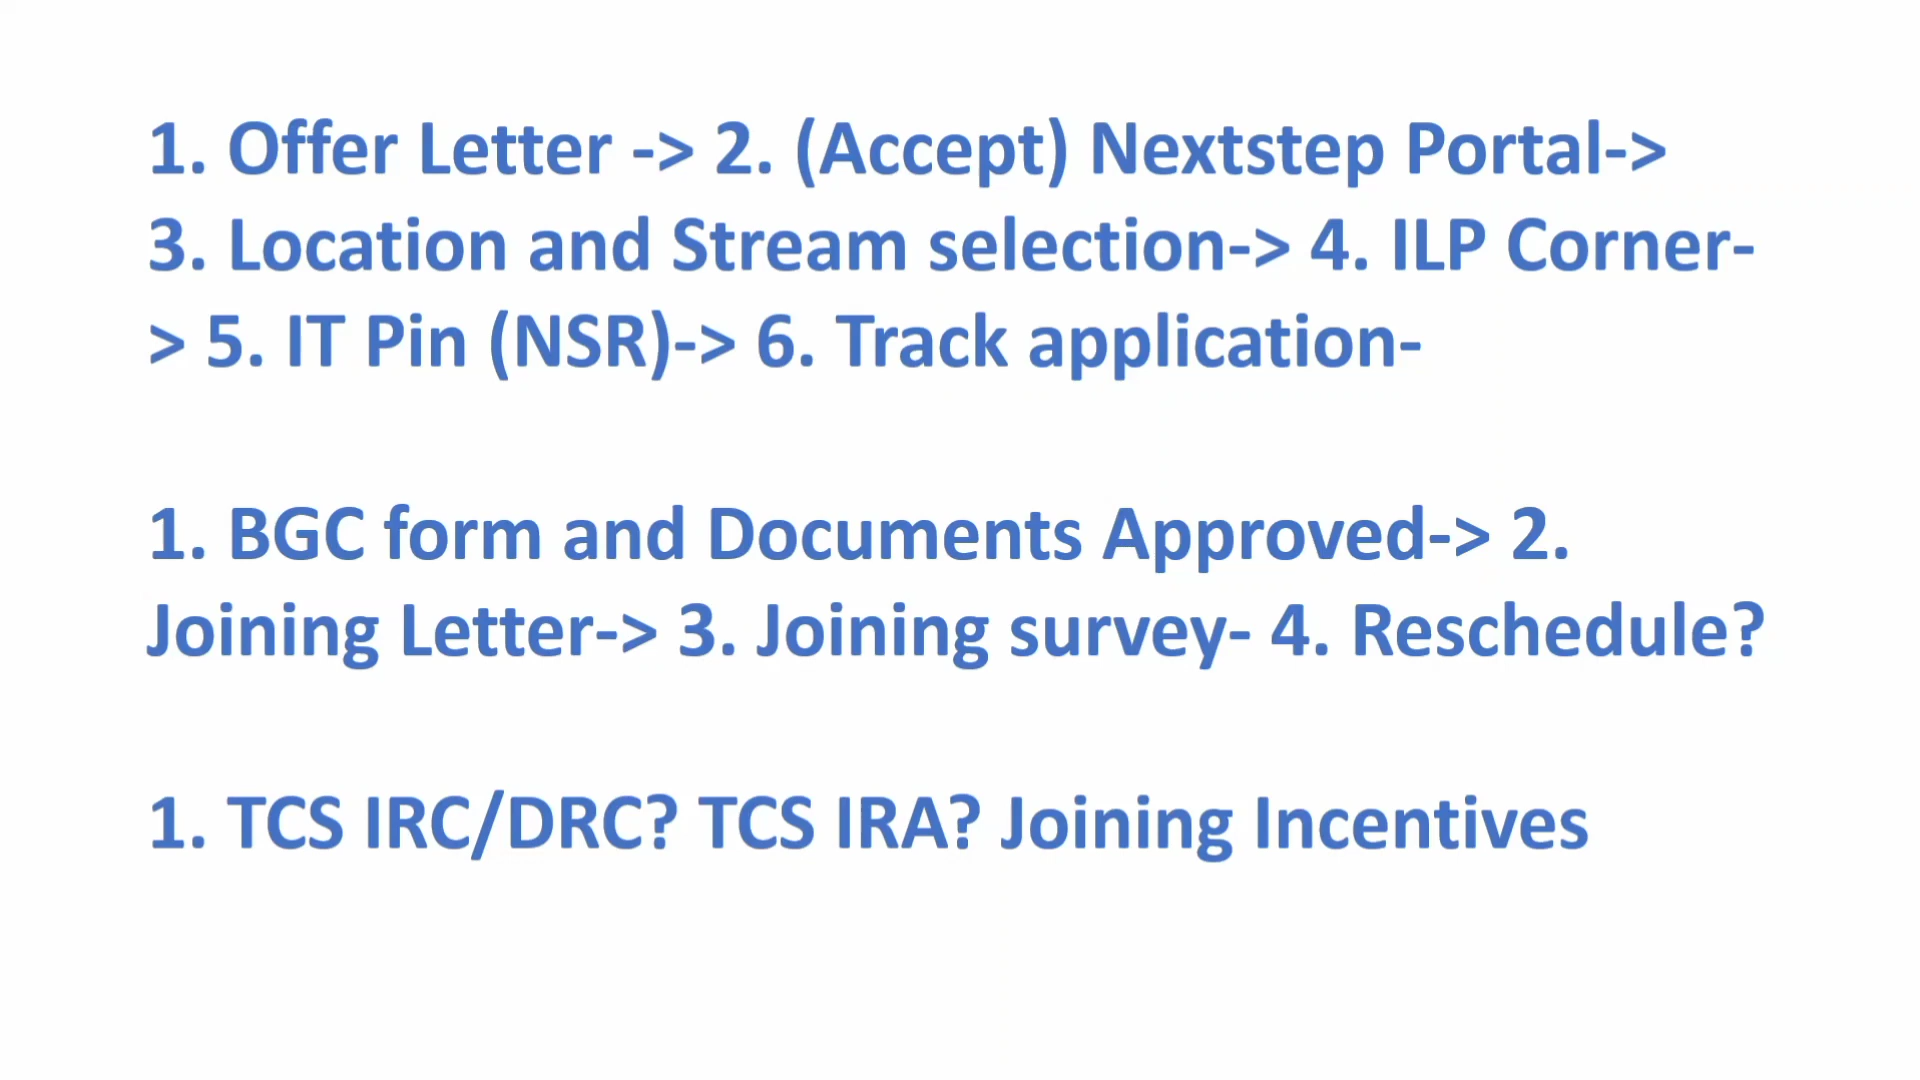 1. Offer Letter -> 2. (Accept) Nextstep Portal->
3. Location and Stream selection-> 4. ILP Corner-
> 5. IT Pin (NSR)-> 6. Track application-
1. BGC form and Documents Approved-> 2.
Joining Letter-> 3. Joining survey- 4. Reschedule?
1. TCS IRC/DRC? TCS IRA? Joining Incentives